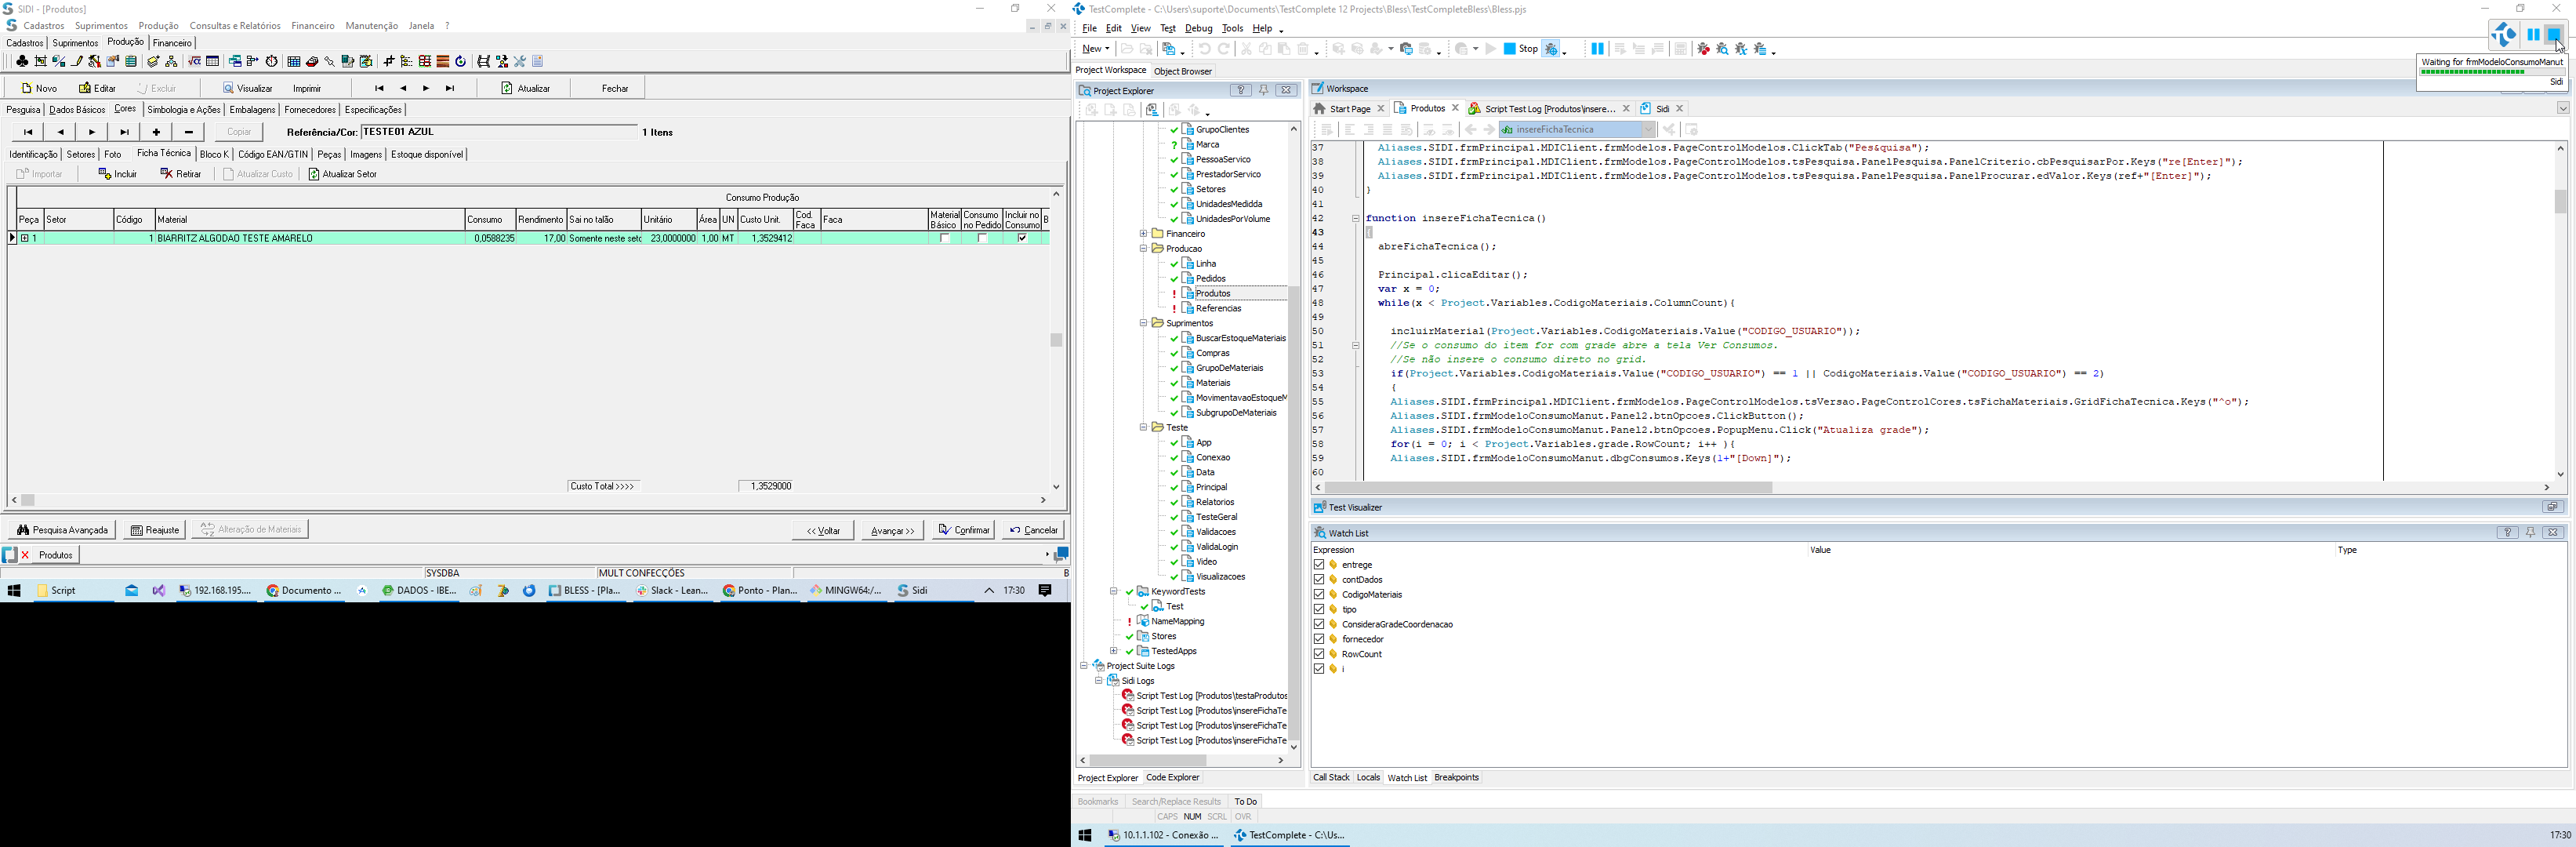 SIDI - [Produtos]
Cadastros Suprimentos Produção Consultas e Relatórios Financeiro Manutenção Janela ?
Cadastros Suprimentos Produção Financeiro
Novo Editar Excluir Visualizar Imprimir Atualizar Fechar
Pesquisa Dados Básicos Cores Simbologia e Ações Embalagens Fornecedores Especificações
Copiar Referência/Cor: TESTE01 AZUL 1 Itens
Identificação Setores Foto Ficha Técnica Bloco K Código EAN/GTIN Peças Imagens Estoque disponível
Importar Incluir Retirar Atualizar Custo Atualizar Setor
Consumo Produção
Peça Setor Código Material Consumo Rendimento Sai no talão Unitário Área UN Custo Unit. Cod. Faca Faca Material Básico Consumo no Pedido Incluir no Consumo B
1 1 BIARRITZ ALGODAO TESTE AMARELO 0,0588235 17,00 Somente neste seto 23,0000000 1,00 MT 1,3529412
Custo Total >>>> 1,3529000
Pesquisa Avançada Reajuste Alteração de Materiais << Voltar Avançar >> Confirmar Cancelar
Produtos
SYSDBA MULT CONFECÇÕES B
Script 192.168.195.... Documento ... DADOS - IBE... BLESS - [Pla... Slack - Lean... Ponto - Plan... MINGW64:/... Sidi 17:30
TestComplete - C:\Users\suporte\Documents\TestComplete 12 Projects\Bless\TestCompleteBless\Bless.pjs
File Edit View Test Debug Tools Help
New Stop
Waiting for frmModeloConsumoManut
Sidi
Project Workspace Object Browser
Project Explorer
GrupoClientes
Marca
PessoaServico
PrestadorServico
Setores
UnidadesMedidda
UnidadesPorVolume
Financeiro
Producao
Linha
Pedidos
Produtos
Referencias
Suprimentos
BuscarEstoqueMateriais
Compras
GrupoDeMateriais
Materiais
MovimentavaoEstoqueM
SubgrupoDeMateriais
Teste
App
Conexao
Data
Principal
Relatorios
TesteGeral
Validacoes
ValidaLogin
Video
Visualizacoes
KeywordTests
Test
NameMapping
Stores
TestedApps
Project Suite Logs
Sidi Logs
Script Test Log [Produtos\testaProdutos
Script Test Log [Produtos\insereFichaTe
Script Test Log [Produtos\insereFichaTe
Script Test Log [Produtos\insereFichaTe
Project Explorer Code Explorer
Workspace
Start Page Produtos Script Test Log [Produtos\insere... Sidi
insereFichaTecnica
37 Aliases.SIDI.frmPrincipal.MDIClient.frmModelos.PageControlModelos.ClickTab("Pes&quisa");
38 Aliases.SIDI.frmPrincipal.MDIClient.frmModelos.PageControlModelos.tsPesquisa.PanelPesquisa.PanelCriterio.cbPesquisarPor.Keys("re[Enter]");
39 Aliases.SIDI.frmPrincipal.MDIClient.frmModelos.PageControlModelos.tsPesquisa.PanelPesquisa.PanelProcurar.edValor.Keys(ref+"[Enter]");
40 }
41
42 function insereFichaTecnica()
43 {
44 abreFichaTecnica();
45
46 Principal.clicaEditar();
47 var x = 0;
48 while(x < Project.Variables.CodigoMateriais.ColumnCount){
49
50 incluirMaterial(Project.Variables.CodigoMateriais.Value("CODIGO_USUARIO"));
51 //Se o consumo do item for com grade abre a tela Ver Consumos.
52 //Se não insere o consumo direto no grid.
53 if(Project.Variables.CodigoMateriais.Value("CODIGO_USUARIO") == 1 || CodigoMateriais.Value("CODIGO_USUARIO") == 2)
54 {
55 Aliases.SIDI.frmPrincipal.MDIClient.frmModelos.PageControlModelos.tsVersao.PageControlCores.tsFichaMateriais.GridFichaTecnica.Keys("^o");
56 Aliases.SIDI.frmModeloConsumoManut.Panel2.btnOpcoes.ClickButton();
57 Aliases.SIDI.frmModeloConsumoManut.Panel2.btnOpcoes.PopupMenu.Click("Atualiza grade");
58 for(i = 0; i < Project.Variables.grade.RowCount; i++ ){
59 Aliases.SIDI.frmModeloConsumoManut.dbgConsumos.Keys(1+"[Down]");
60
Test Visualizer
Watch List
Expression Value Type
entrege
contDados
CodigoMateriais
tipo
ConsideraGradeCoordenacao
fornecedor
RowCount
i
Call Stack Locals Watch List Breakpoints
Bookmarks Search/Replace Results To Do
CAPS NUM SCRL OVR
10.1.1.102 - Conexão ... TestComplete - C:\Us... 17:30